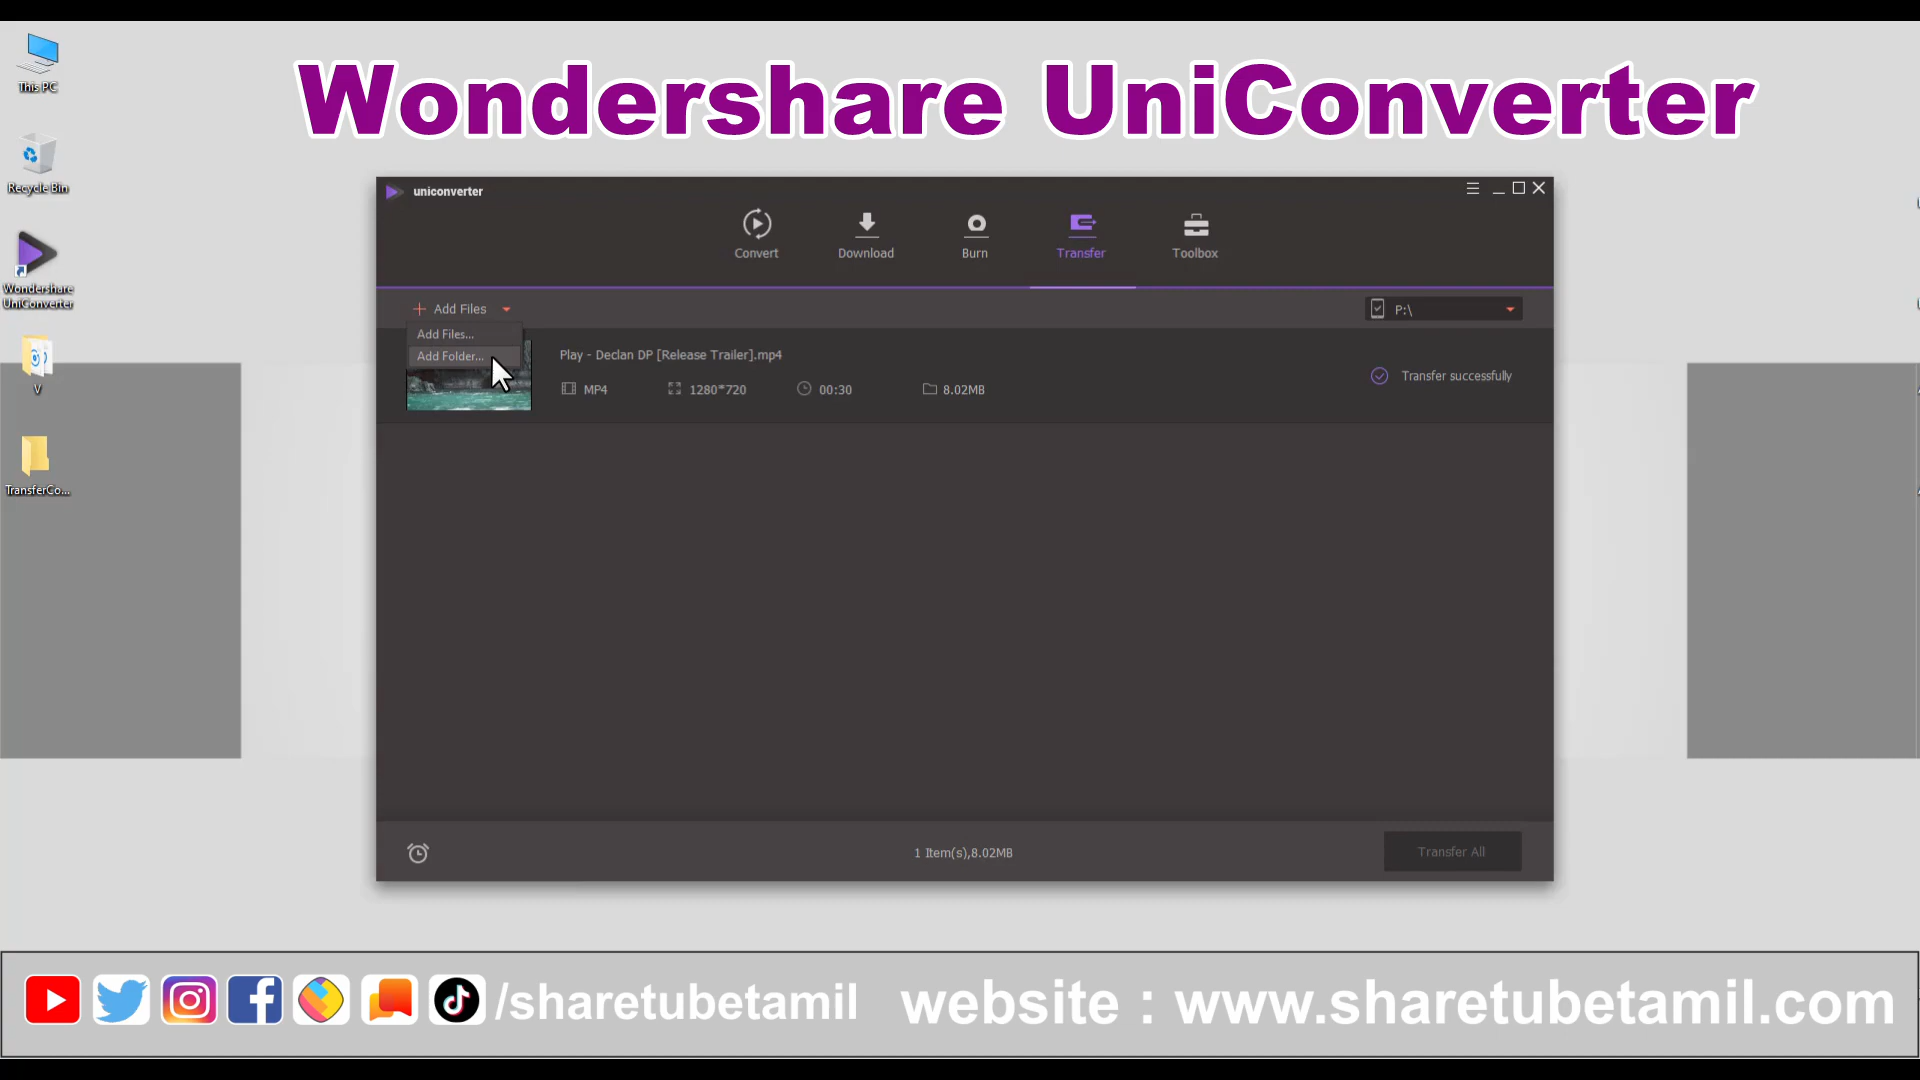 Wondershare UniConverter
This PC
Recycle Bin
Wondershare
UniConverter
V
TransferCo...
uniconverter
Convert
Download
Burn
Transfer
Toolbox
Add Files
P:\
Add Files...
Add Folder...
Play - Declan DP [Release Trailer].mp4
MP4
1280*720
00:30
8.02MB
Transfer successfully
1 Item(s),8.02MB
Transfer All
/sharetubetamil website : www.sharetubetamil.com